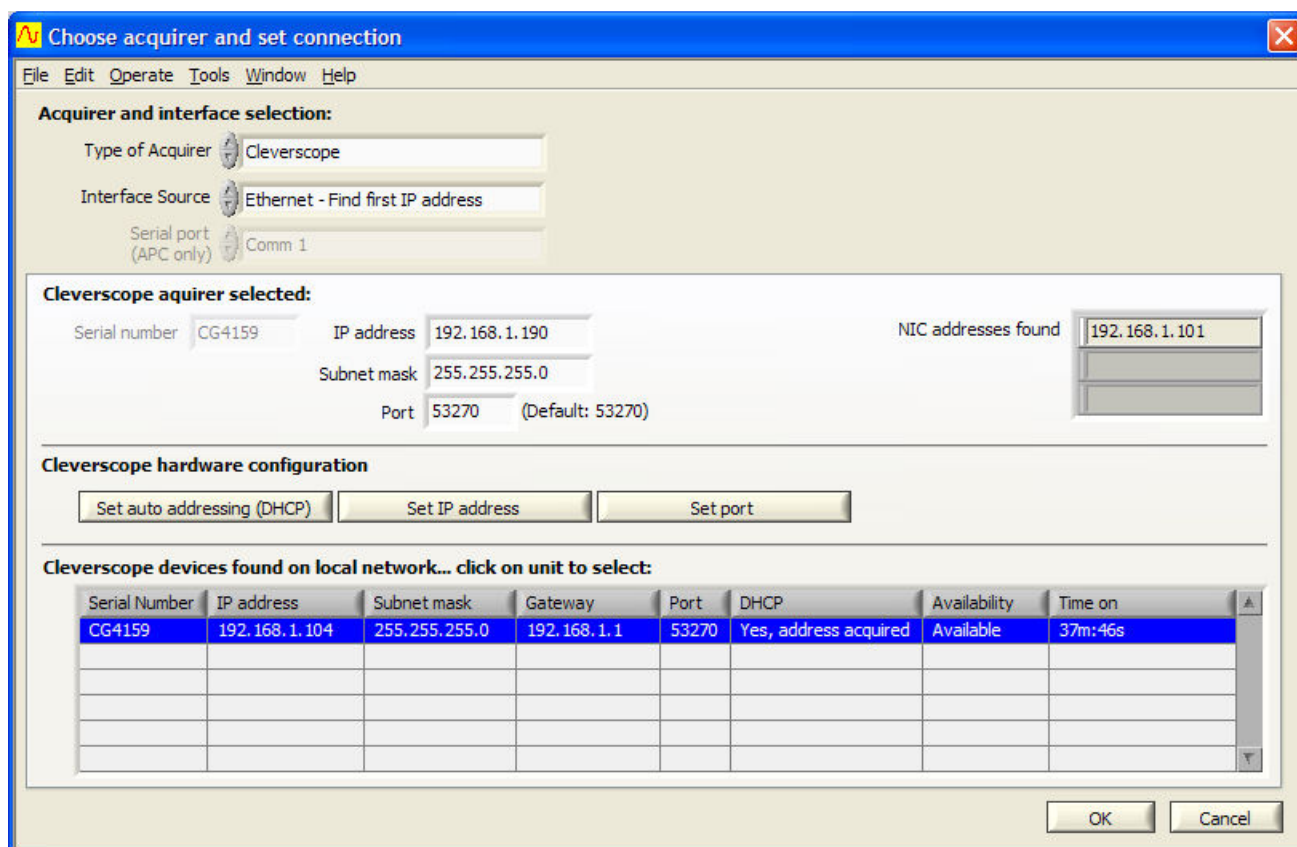 Choose acquirer and set connection
File Edit Operate Tools Window Help
Acquirer and interface selection:
Type of Acquirer Cleverscope
Interface Source Ethernet - Find first IP address
Serial port
(APC only) Comm 1
Cleverscope aquirer selected:
Serial number CG4159 IP address 192.168.1.190 NIC addresses found 192.168.1.101
Subnet mask 255.255.255.0
Port 53270 (Default: 53270)
Cleverscope hardware configuration
Set auto addressing (DHCP) Set IP address Set port
Cleverscope devices found on local network... click on unit to select:
Serial Number IP address Subnet mask Gateway Port DHCP Availability Time on
CG4159 192.168.1.104 255.255.255.0 192.168.1.1 53270 Yes, address acquired Available 37m:46s
OK Cancel